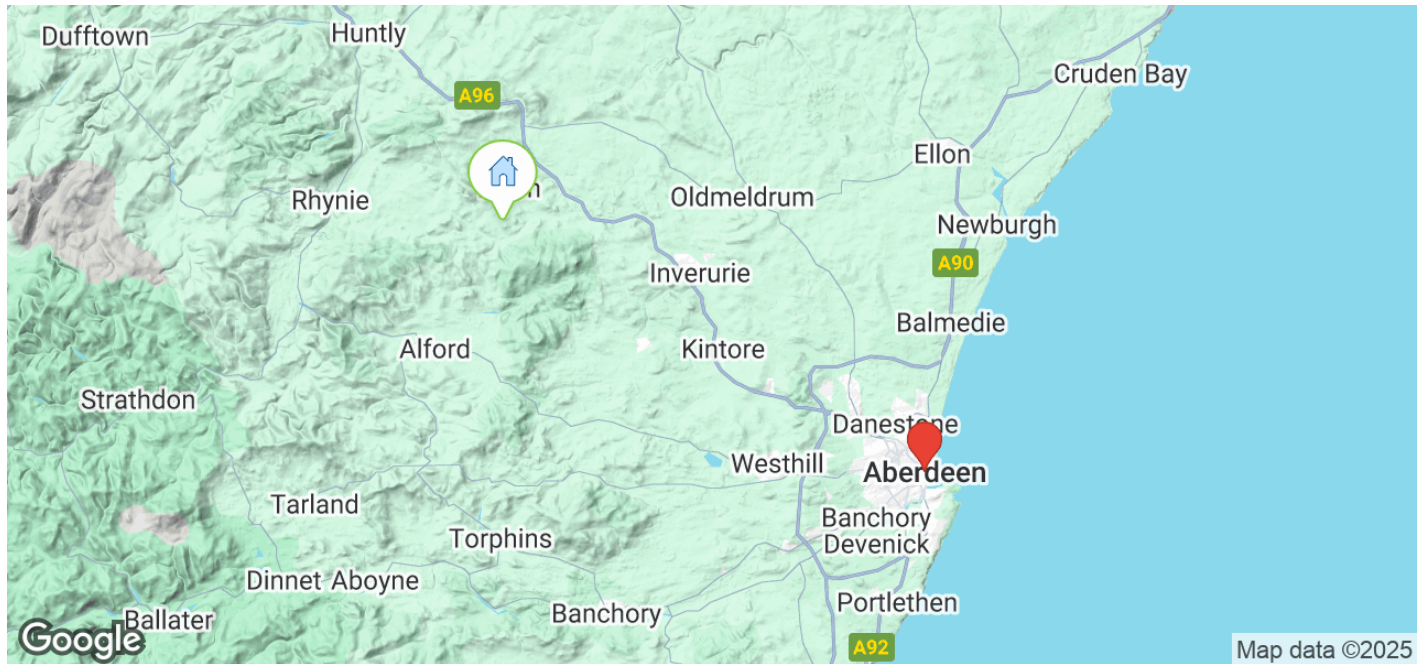 Dufftown
Huntly
Cruden Bay
A96
Ellon
Rhynie
Oldmeldrum
Newburgh
A90
Inverurie
Balmedie
Alford
Kintore
Strathdon
Danestone
Westhill
Aberdeen
Tarland
Banchory
Devenick
Torphins
Dinnet
Aboyne
Portlethen
Banchory
Ballater
A92
Google
Map data ©2025